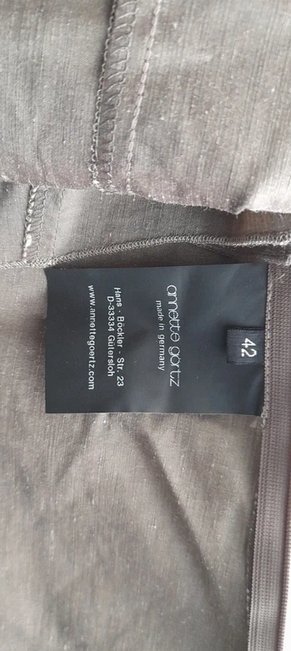 annette görtz
made in germany
42
Hans - Böckler - Str. 23
D-33334 Gütersloh
www.annettegoertz.com